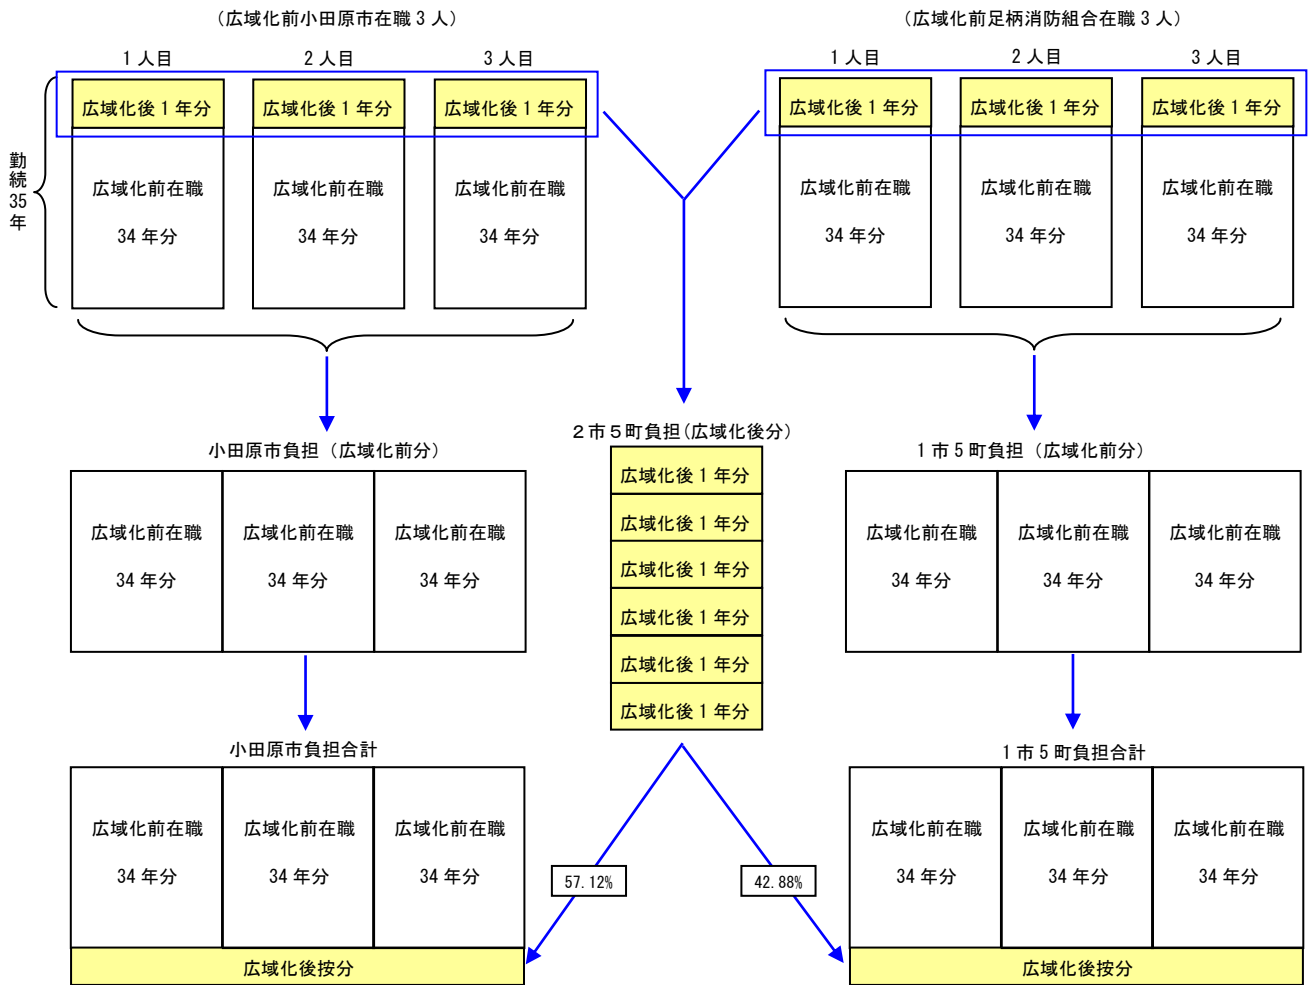 （広域化前小田原市在職3人）
（広域化前足柄消防組合在職3人）
1人目
2人目
3人目
1人目
2人目
3人目
広域化後1年分
広域化後1年分
広域化後1年分
広域化後1年分
広域化後1年分
広域化後1年分
勤続35年
広域化前在職
34年分
広域化前在職
34年分
広域化前在職
34年分
広域化前在職
34年分
広域化前在職
34年分
広域化前在職
34年分
小田原市負担（広域化前分）
2市5町負担（広域化後分）
1市5町負担（広域化前分）
広域化前在職
34年分
広域化前在職
34年分
広域化前在職
34年分
広域化後1年分
広域化後1年分
広域化後1年分
広域化後1年分
広域化後1年分
広域化後1年分
広域化前在職
34年分
広域化前在職
34年分
広域化前在職
34年分
小田原市負担合計
1市5町負担合計
広域化前在職
34年分
広域化前在職
34年分
広域化前在職
34年分
57.12%
42.88%
広域化前在職
34年分
広域化前在職
34年分
広域化前在職
34年分
広域化後按分
広域化後按分